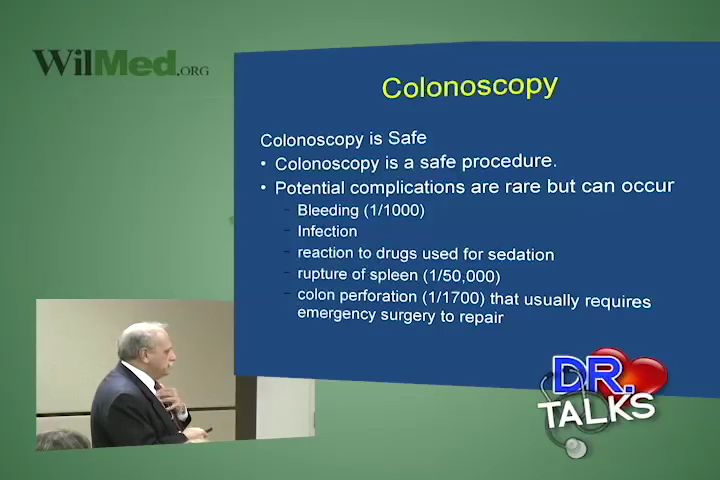 WilMed.ORG
Colonoscopy
Colonoscopy is Safe
• Colonoscopy is a safe procedure.
• Potential complications are rare but can occur
– Bleeding (1/1000)
– Infection
– reaction to drugs used for sedation
– rupture of spleen (1/50,000)
– colon perforation (1/1700) that usually requires
emergency surgery to repair
DR.
TALKS